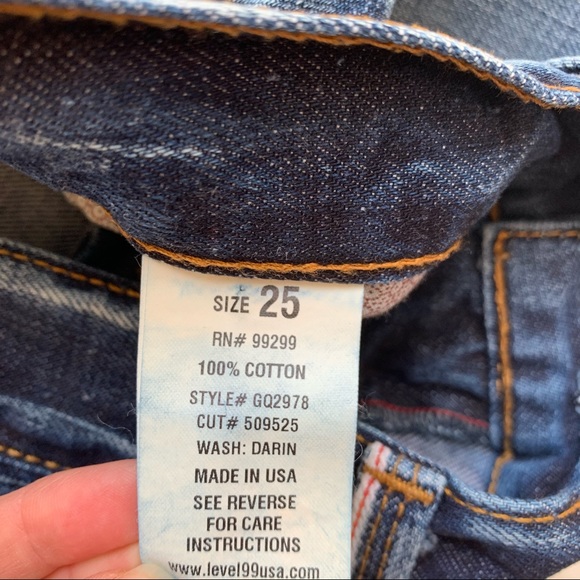 SIZE 25
RN# 99299
100% COTTON
STYLE# GQ2978
CUT# 509525
WASH: DARIN
MADE IN USA
SEE REVERSE
FOR CARE
INSTRUCTIONS
www.level99usa.com